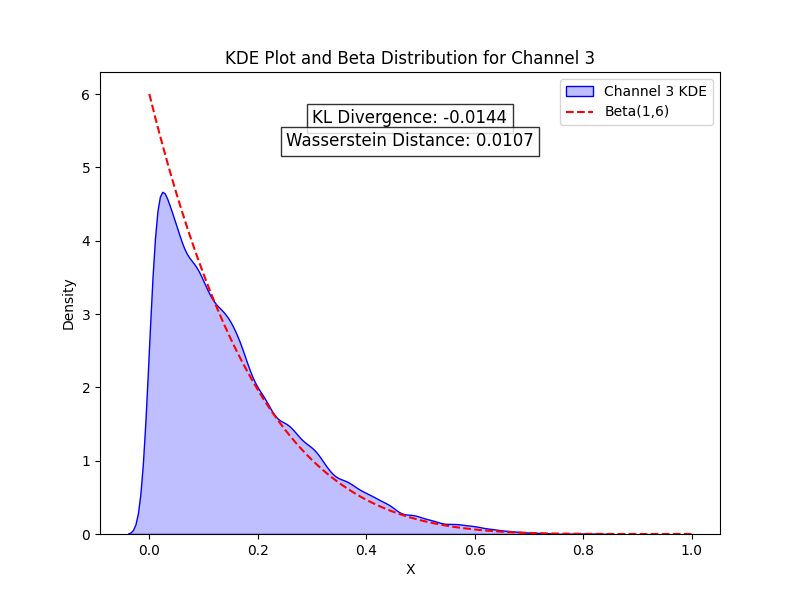 KDE Plot and Beta Distribution for Channel 3
KL Divergence: -0.0144
Wasserstein Distance: 0.0107
Channel 3 KDE
Beta(1,6)
Density
6
5
4
3
2
1
0
0.0
0.2
0.4
0.6
0.8
1.0
X